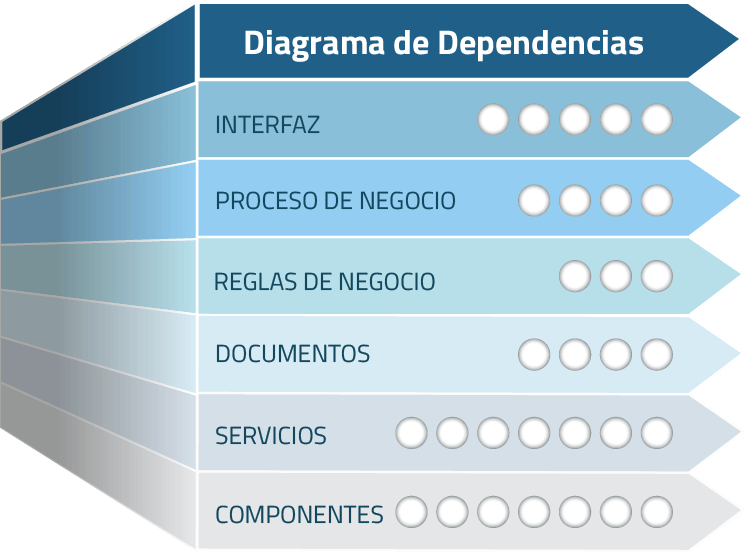 Diagrama de Dependencias
INTERFAZ
PROCESO DE NEGOCIO
REGLAS DE NEGOCIO
DOCUMENTOS
SERVICIOS
COMPONENTES